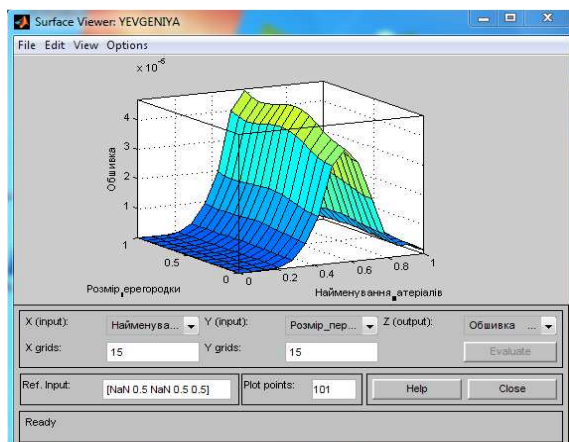 Surface Viewer: YEVGENIYA
File Edit View Options
x 10⁻⁵
4
3
2
1
Обшивка
1
0.5
0
0
0.2
0.4
0.6
0.8
1
Розмір,ерегородки
Найменування,атеріалів
X (input):
Найменува...
Y (input):
Розмір_пер...
Z (output):
Обшивка ...
X grids:
15
Y grids:
15
Evaluate
Ref. Input:
[NaN 0.5 NaN 0.5 0.5]
Plot points:
101
Help
Close
Ready